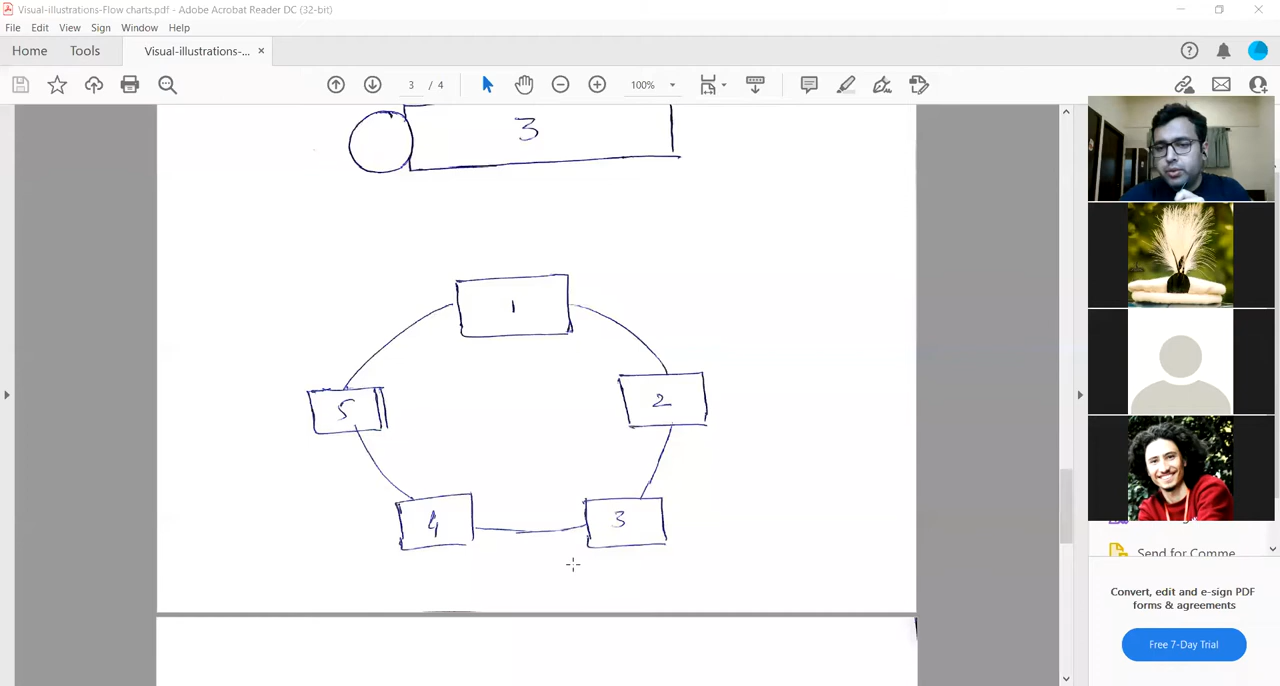 Visual-illustrations-Flow charts.pdf - Adobe Acrobat Reader DC (32-bit)
File Edit View Sign Window Help
Home Tools Visual-illustrations-... ×
3 / 4 100%
3
1
5 2
4 3
Send for Comme
Convert, edit and e-sign PDF
forms & agreements
Free 7-Day Trial